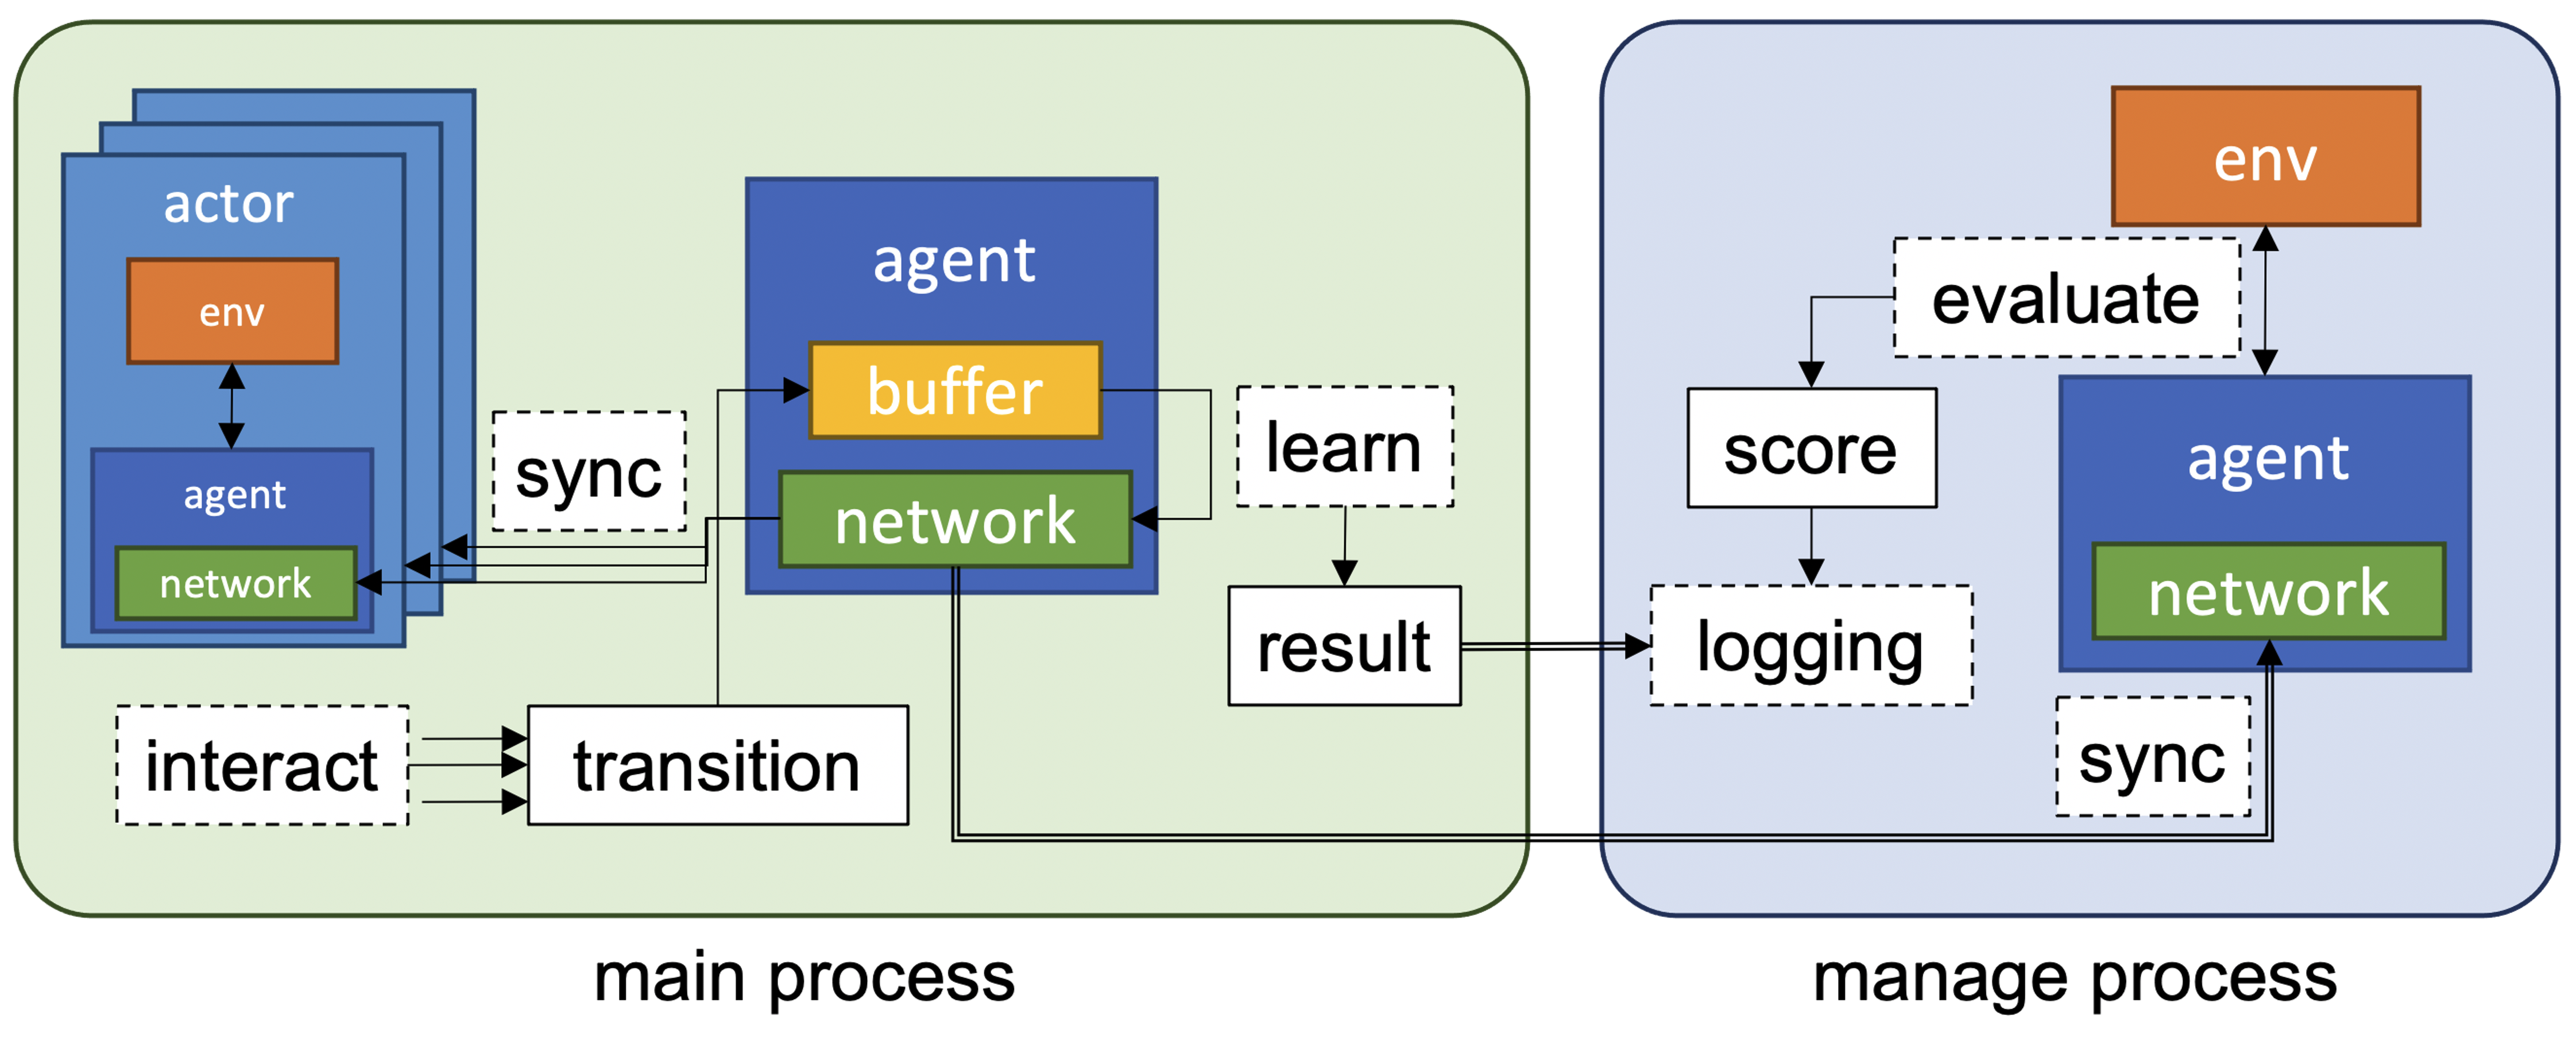 actor
env
agent
network
sync
interact
transition
agent
buffer
network
learn
result
main process
env
evaluate
score
logging
agent
network
sync
manage process